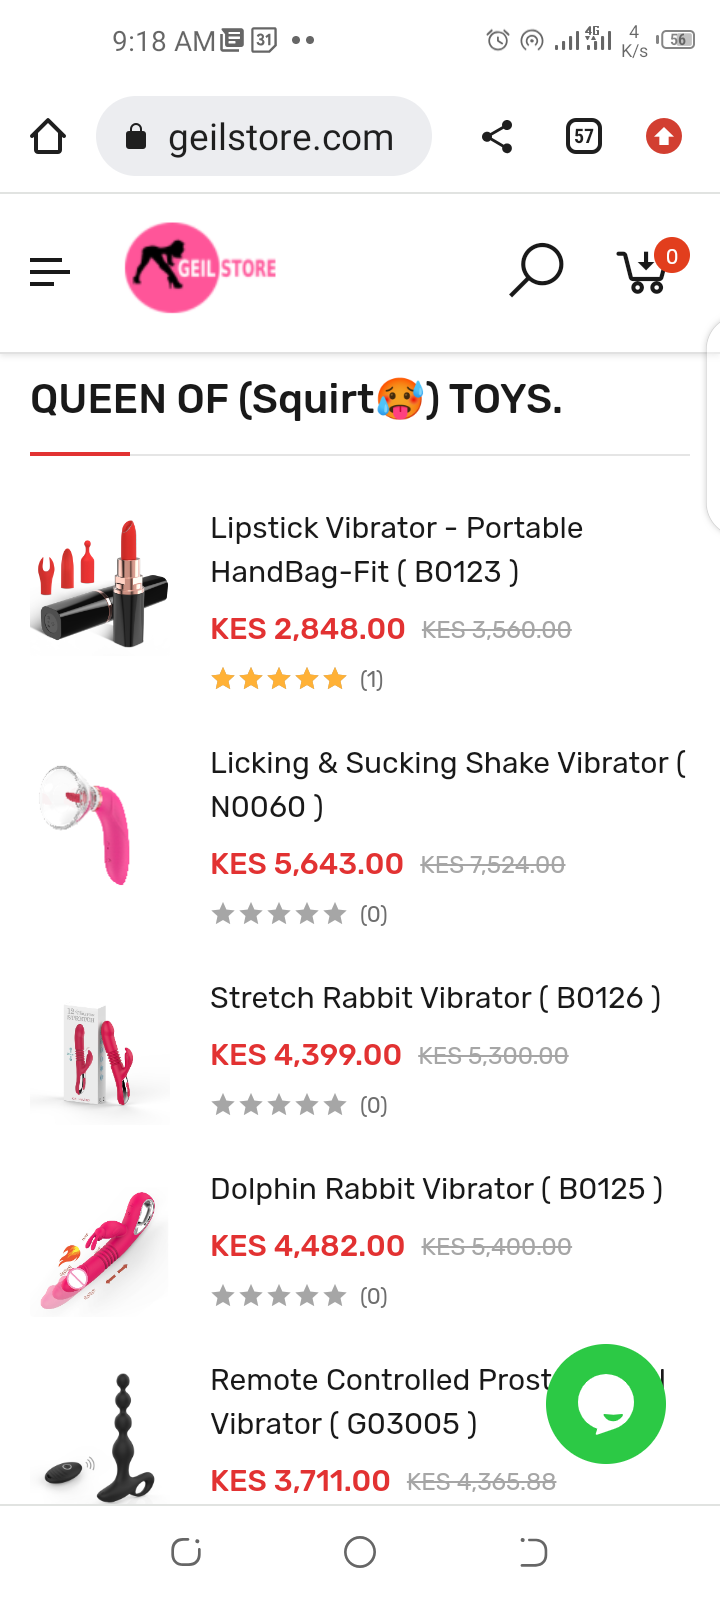 9:18 AM 31 4G 4 K/s 56
geilstore.com 57
GEIL STORE 0
QUEEN OF (Squirt🥵) TOYS.
Lipstick Vibrator - Portable
HandBag-Fit ( B0123 )
KES 2,848.00 KES 3,560.00
(1)
Licking & Sucking Shake Vibrator (
N0060 )
KES 5,643.00 KES 7,524.00
(0)
Stretch Rabbit Vibrator ( B0126 )
KES 4,399.00 KES 5,300.00
(0)
Dolphin Rabbit Vibrator ( B0125 )
KES 4,482.00 KES 5,400.00
(0)
Remote Controlled Prost
Vibrator ( G03005 )
KES 3,711.00 KES 4,365.88